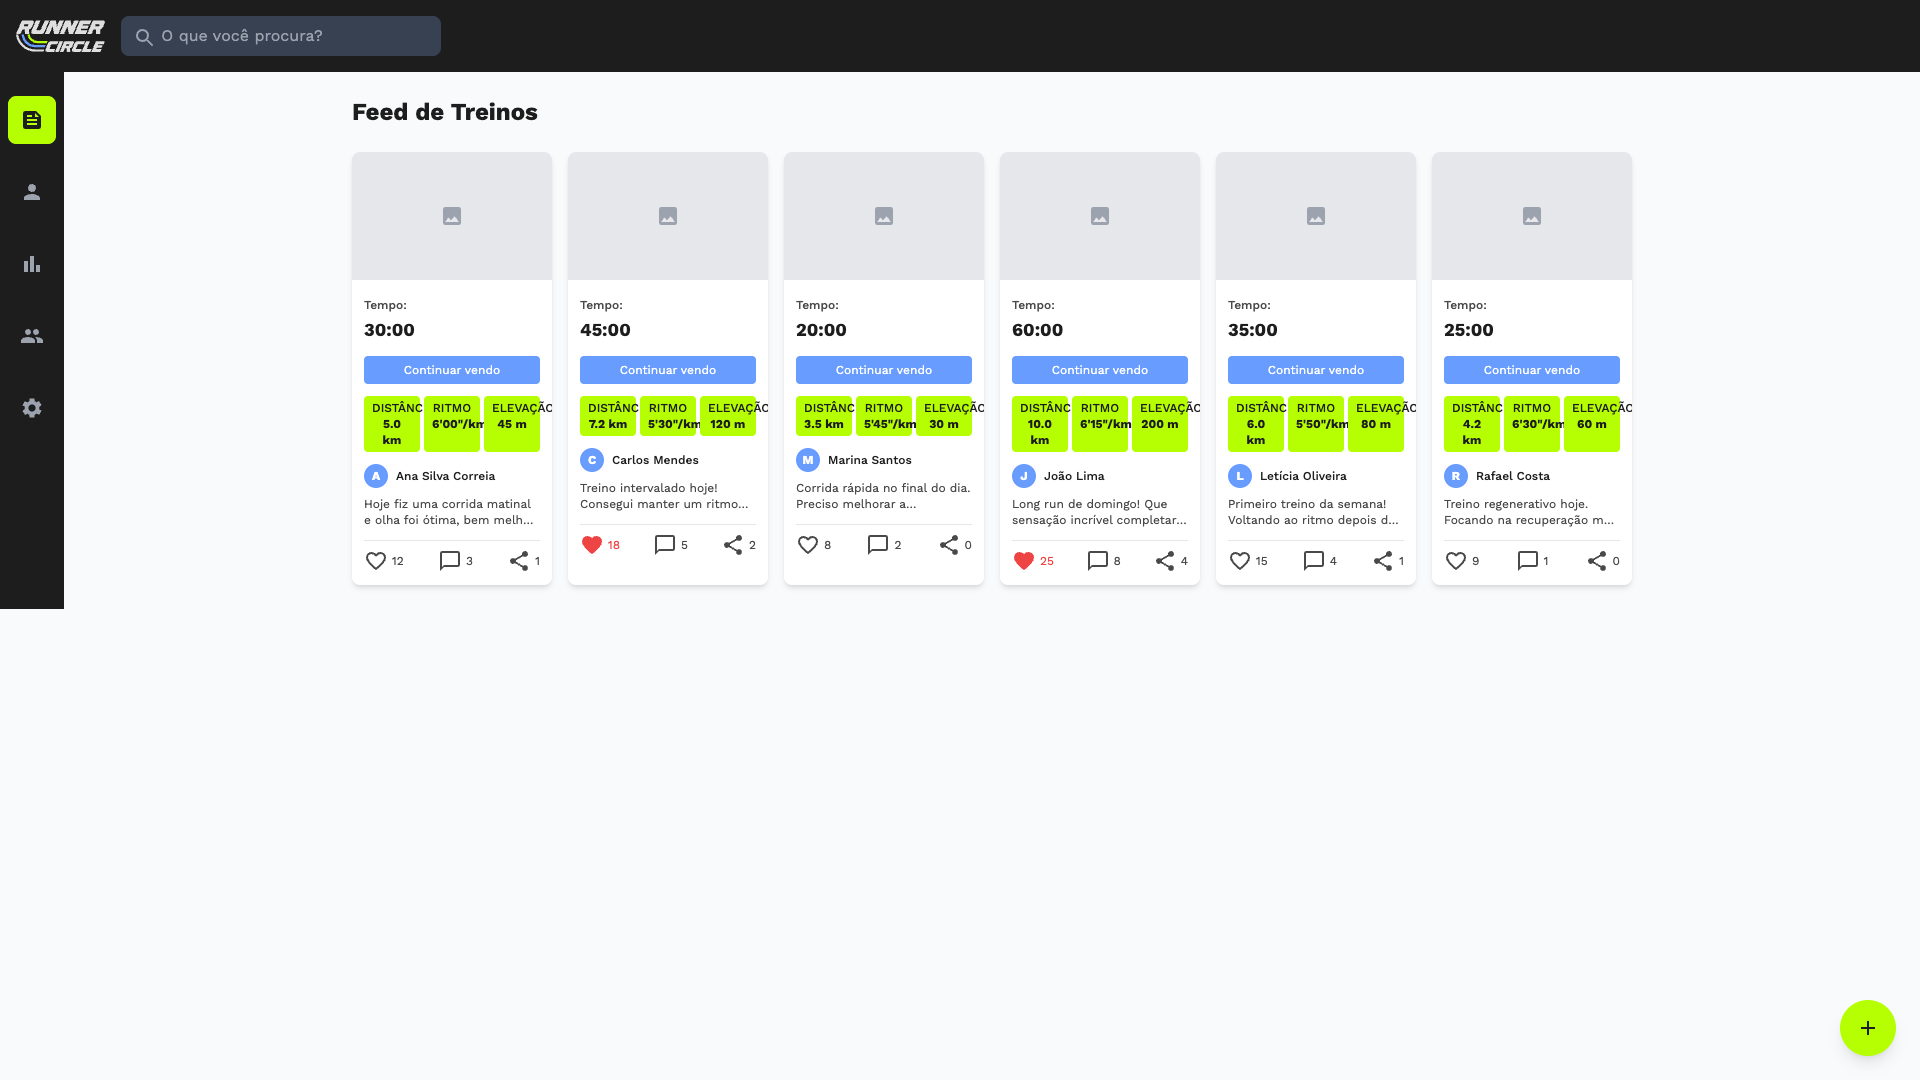 RUNNER
CIRCLE
O que você procura?
Feed de Treinos
Tempo:
30:00
Continuar vendo
DISTÂNC RITMO ELEVAÇÃO
5.0 km 6'00"/km 45 m
A Ana Silva Correia
Hoje fiz uma corrida matinal
e olha foi ótima, bem melh...
12 3 1
Tempo:
45:00
Continuar vendo
DISTÂNC RITMO ELEVAÇÃO
7.2 km 5'30"/km 120 m
C Carlos Mendes
Treino intervalado hoje!
Consegui manter um ritmo...
18 5 2
Tempo:
20:00
Continuar vendo
DISTÂNC RITMO ELEVAÇÃO
3.5 km 5'45"/km 30 m
M Marina Santos
Corrida rápida no final do dia.
Preciso melhorar a...
8 2 0
Tempo:
60:00
Continuar vendo
DISTÂNC RITMO ELEVAÇÃO
10.0 km 6'15"/km 200 m
J João Lima
Long run de domingo! Que
sensação incrível completar...
25 8 4
Tempo:
35:00
Continuar vendo
DISTÂNC RITMO ELEVAÇÃO
6.0 km 5'50"/km 80 m
L Letícia Oliveira
Primeiro treino da semana!
Voltando ao ritmo depois d...
15 4 1
Tempo:
25:00
Continuar vendo
DISTÂNC RITMO ELEVAÇÃO
4.2 km 6'30"/km 60 m
R Rafael Costa
Treino regenerativo hoje.
Focando na recuperação m...
9 1 0